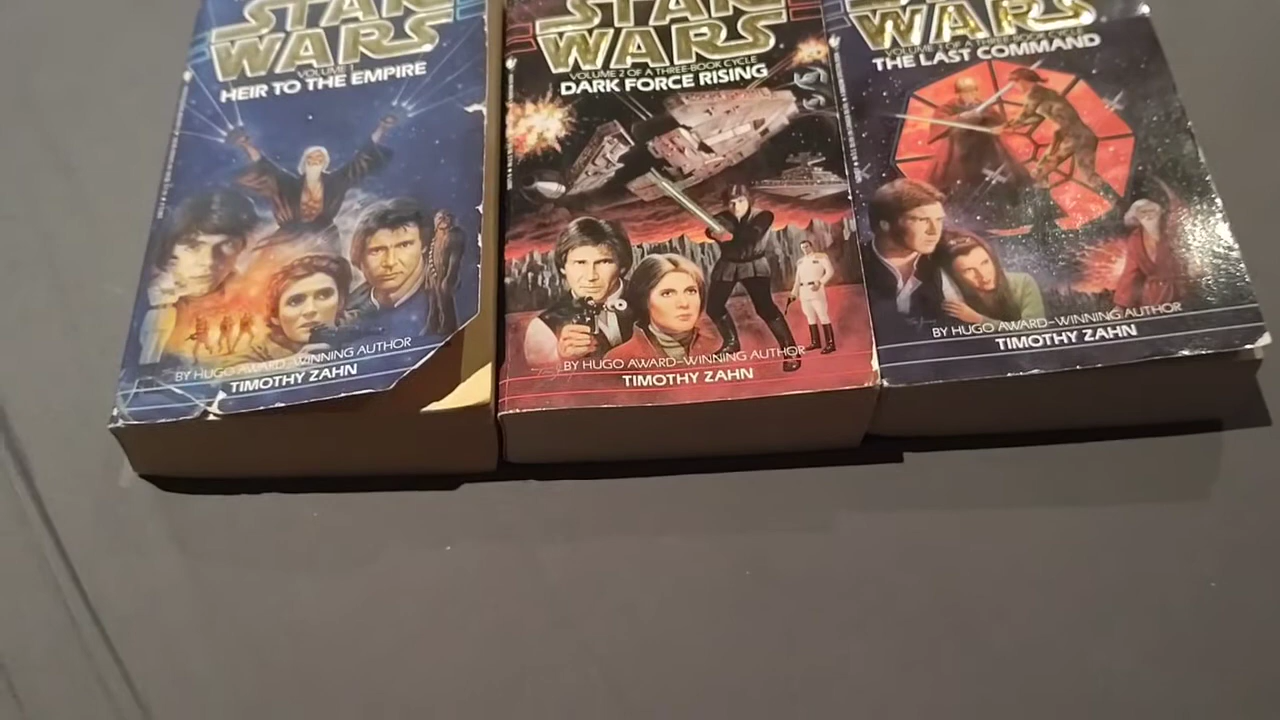 STAR
WARS
VOLUME 1
HEIR TO THE EMPIRE
BY HUGO AWARD–WINNING AUTHOR
TIMOTHY ZAHN
STAR
WARS
VOLUME 2 OF A THREE-BOOK CYCLE
DARK FORCE RISING
BY HUGO AWARD–WINNING AUTHOR
TIMOTHY ZAHN
WARS
VOLUME 3 OF A THREE-BOOK CYCLE
THE LAST COMMAND
BY HUGO AWARD–WINNING AUTHOR
TIMOTHY ZAHN